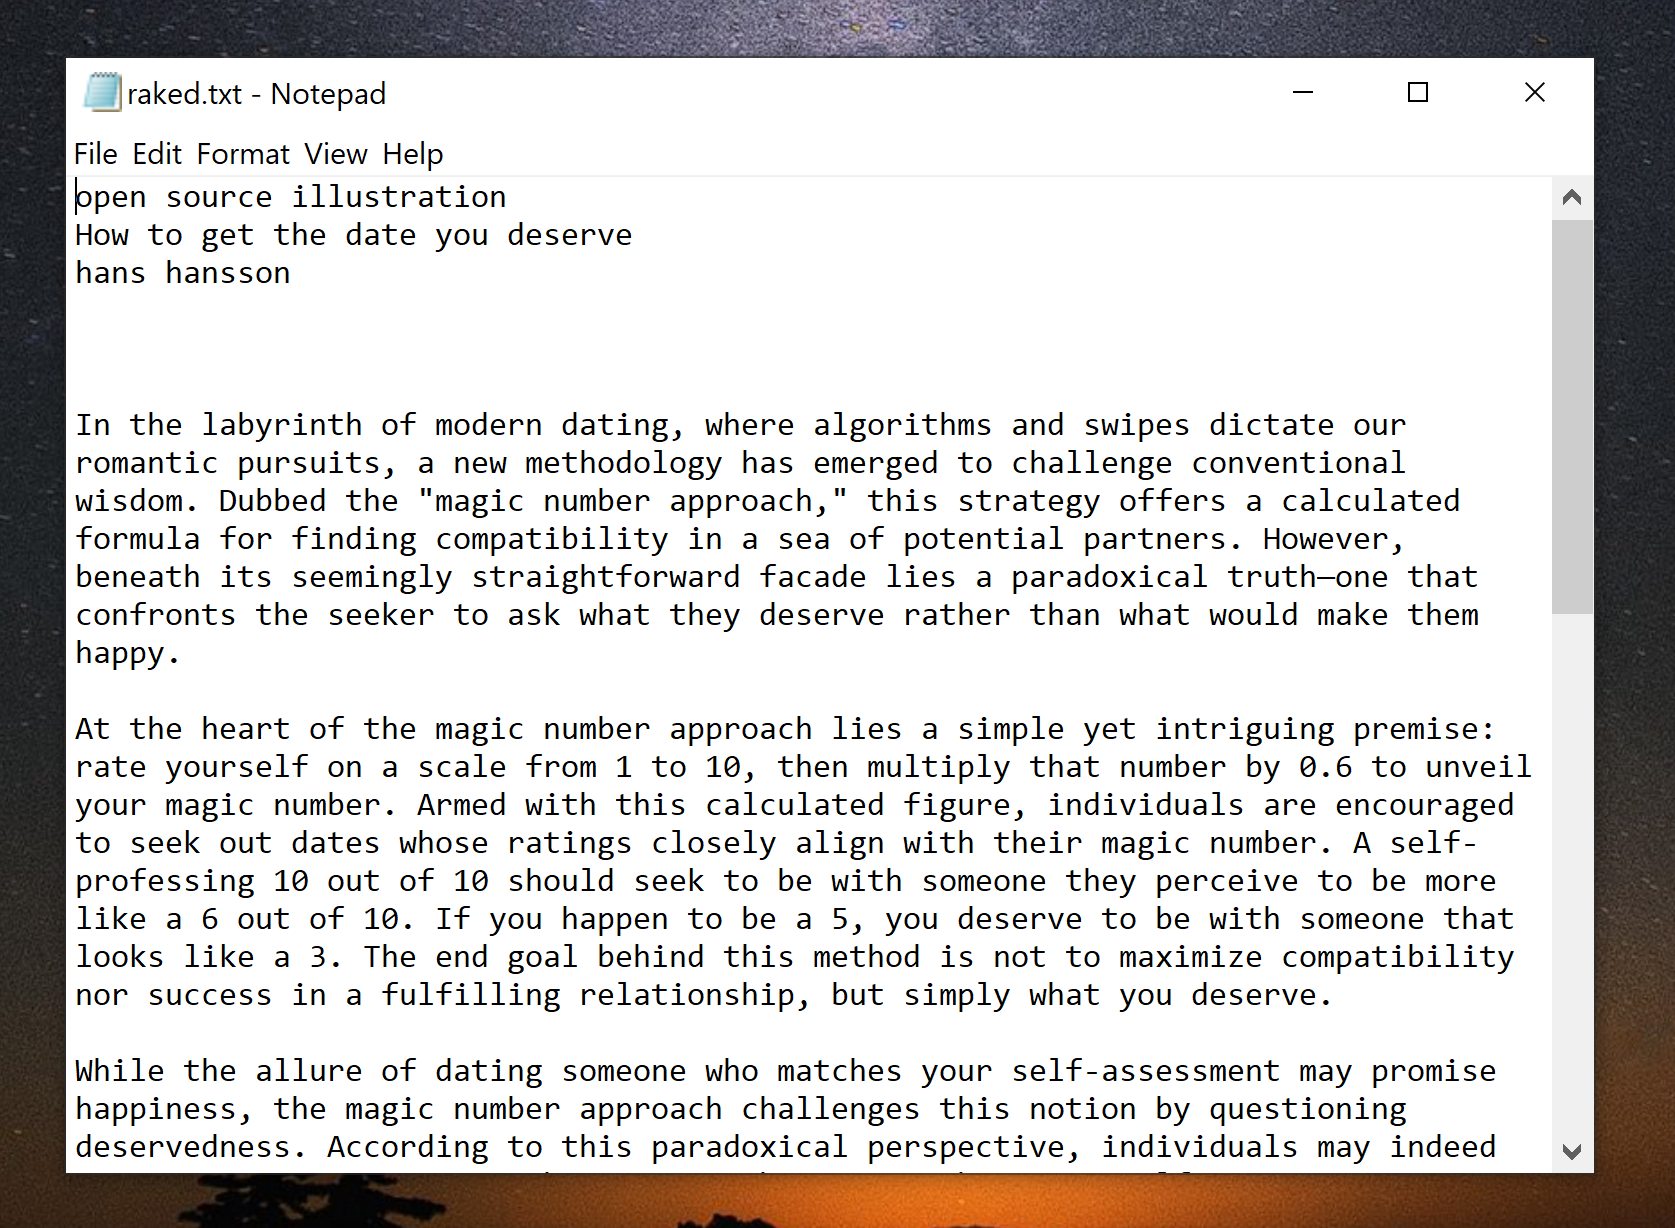 raked.txt - Notepad
File Edit Format View Help
open source illustration
How to get the date you deserve
hans hansson
In the labyrinth of modern dating, where algorithms and swipes dictate our
romantic pursuits, a new methodology has emerged to challenge conventional
wisdom. Dubbed the "magic number approach," this strategy offers a calculated
formula for finding compatibility in a sea of potential partners. However,
beneath its seemingly straightforward facade lies a paradoxical truth—one that
confronts the seeker to ask what they deserve rather than what would make them
happy.
At the heart of the magic number approach lies a simple yet intriguing premise:
rate yourself on a scale from 1 to 10, then multiply that number by 0.6 to unveil
your magic number. Armed with this calculated figure, individuals are encouraged
to seek out dates whose ratings closely align with their magic number. A self-
professing 10 out of 10 should seek to be with someone they perceive to be more
like a 6 out of 10. If you happen to be a 5, you deserve to be with someone that
looks like a 3. The end goal behind this method is not to maximize compatibility
nor success in a fulfilling relationship, but simply what you deserve.
While the allure of dating someone who matches your self-assessment may promise
happiness, the magic number approach challenges this notion by questioning
deservedness. According to this paradoxical perspective, individuals may indeed